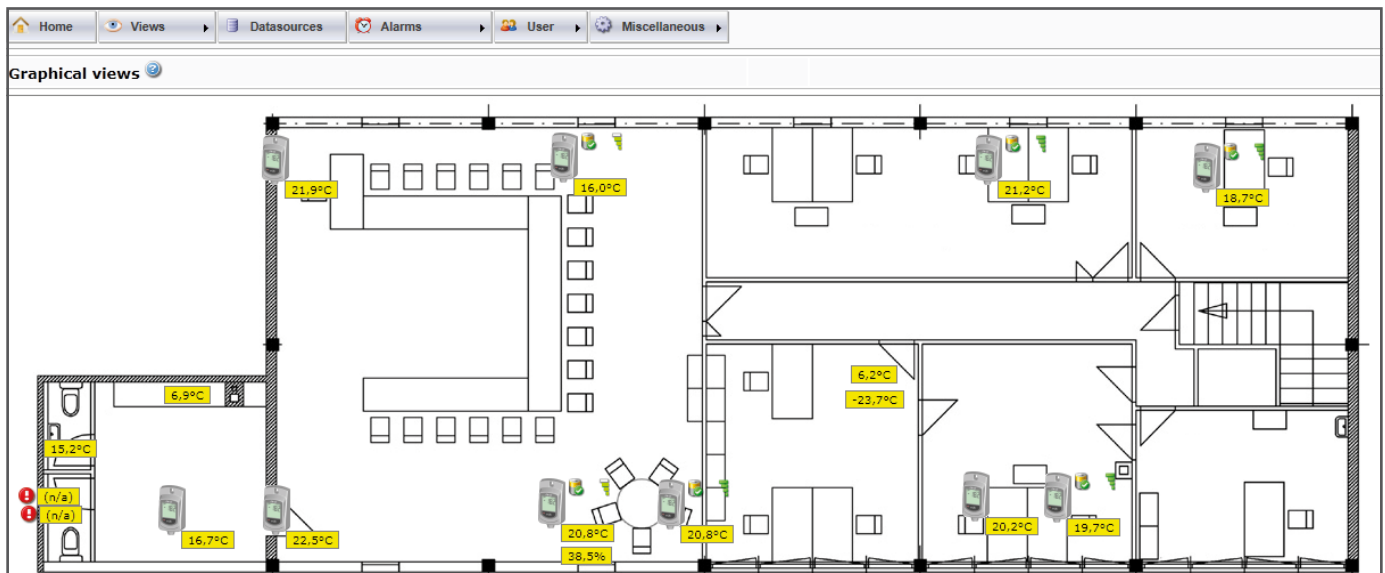 Home Views Datasources Alarms User Miscellaneous
Graphical views
21,9°C
16,0°C
21,2°C
18,7°C
6,9°C
6,2°C
-23,7°C
15,2°C
(n/a)
(n/a)
16,7°C
22,5°C
20,8°C
38,5%
20,8°C
20,2°C
19,7°C